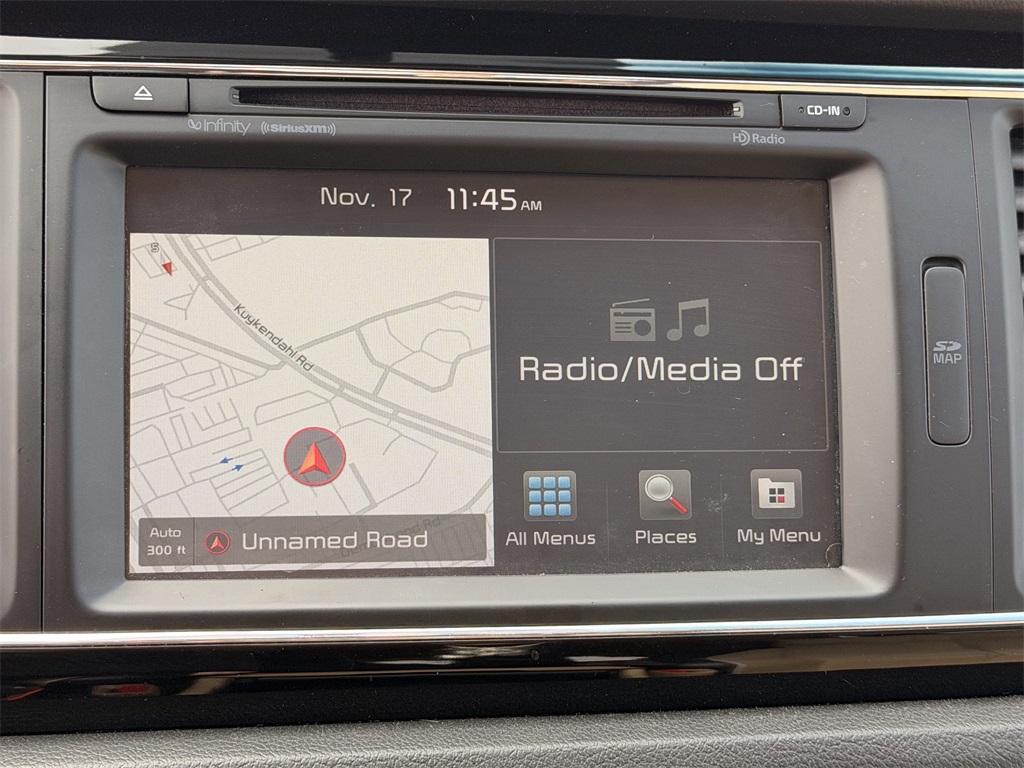 Infinity ((SiriusXM))
CD-IN
HD Radio
Nov. 17 11:45 AM
Kuykendahl Rd
Radio/Media Off
SD
MAP
Auto
300 ft
Unnamed Road
All Menus
Places
My Menu